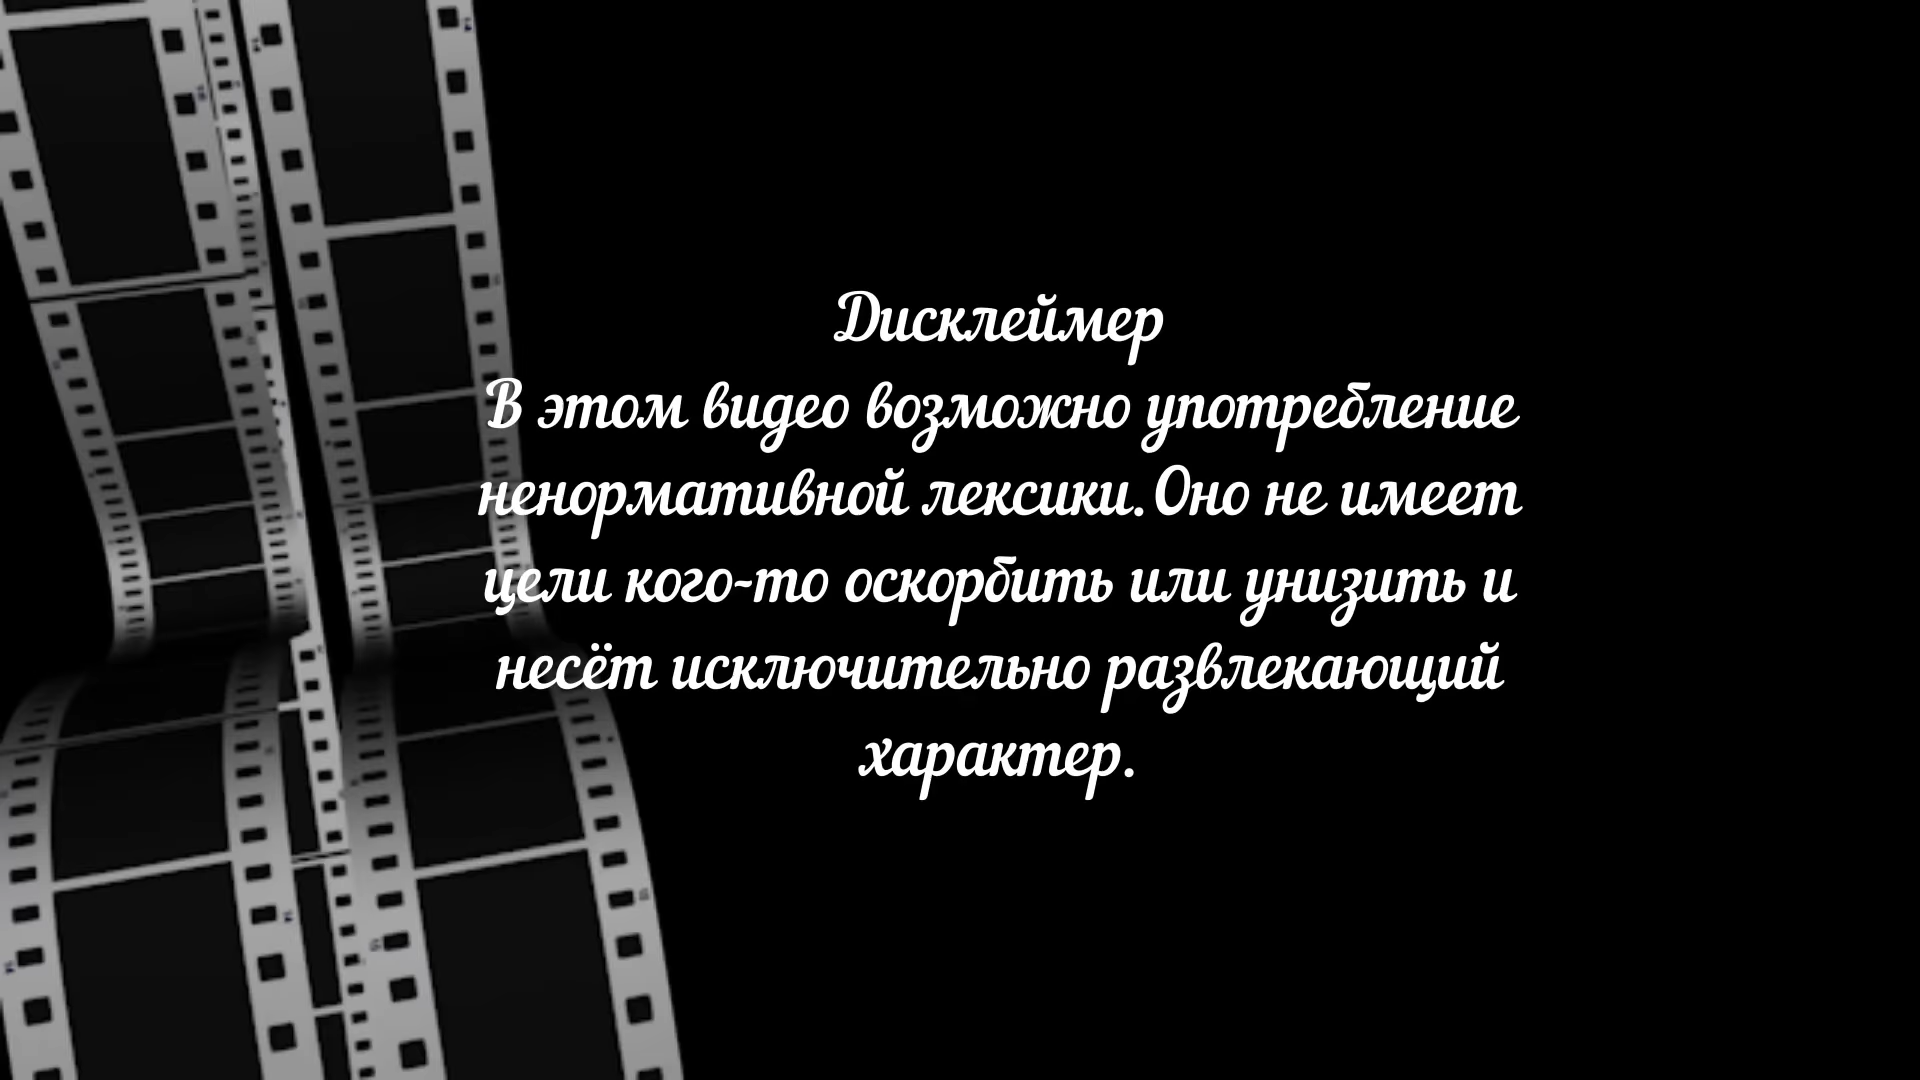 Дисклеймер
В этом видео возможно употребление
ненормативной лексики. Оно не имеет
цели кого-то оскорбить или унизить и
несёт исключительно развлекающий
характер.